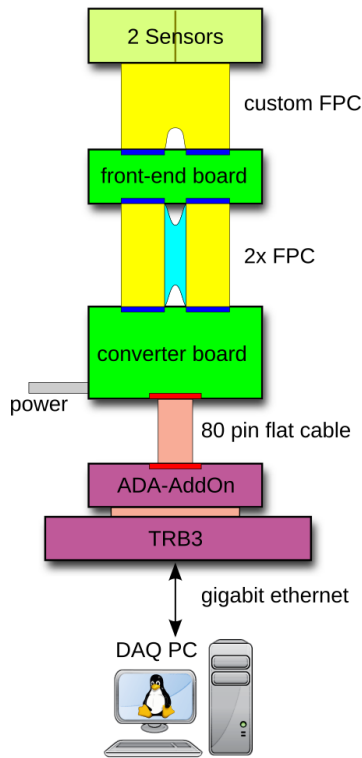 2 Sensors
custom FPC
front-end board
2x FPC
converter board
power
80 pin flat cable
ADA-AddOn
TRB3
gigabit ethernet
DAQ PC